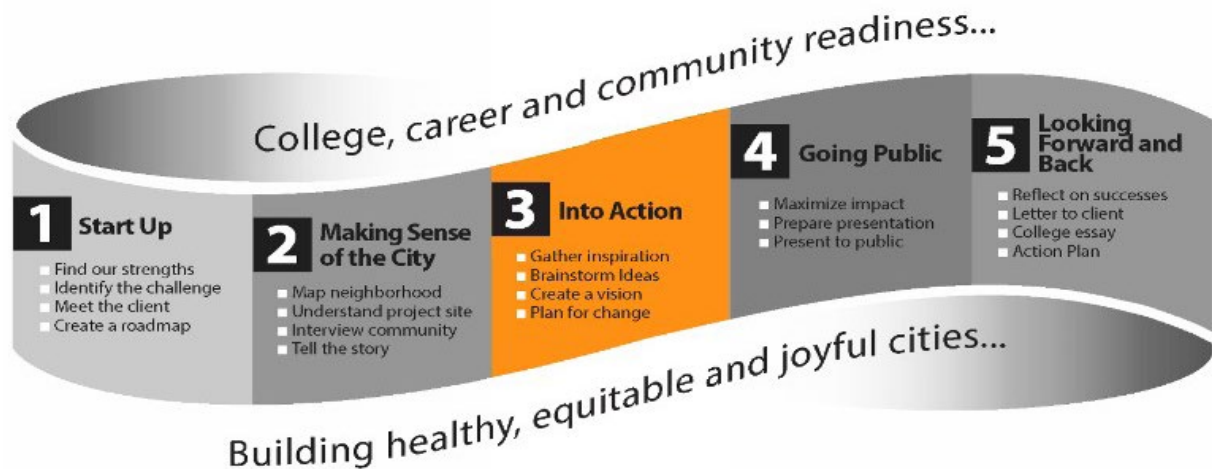 College, career and community readiness...
1 Start Up
Find our strengths
Identify the challenge
Meet the client
Create a roadmap
2 Making Sense
of the City
Map neighborhood
Understand project site
Interview community
Tell the story
3 Into Action
Gather inspiration
Brainstorm Ideas
Create a vision
Plan for change
4 Going Public
Maximize impact
Prepare presentation
Present to public
5 Looking
Forward and
Back
Reflect on successes
Letter to client
College essay
Action Plan
Building healthy, equitable and joyful cities...